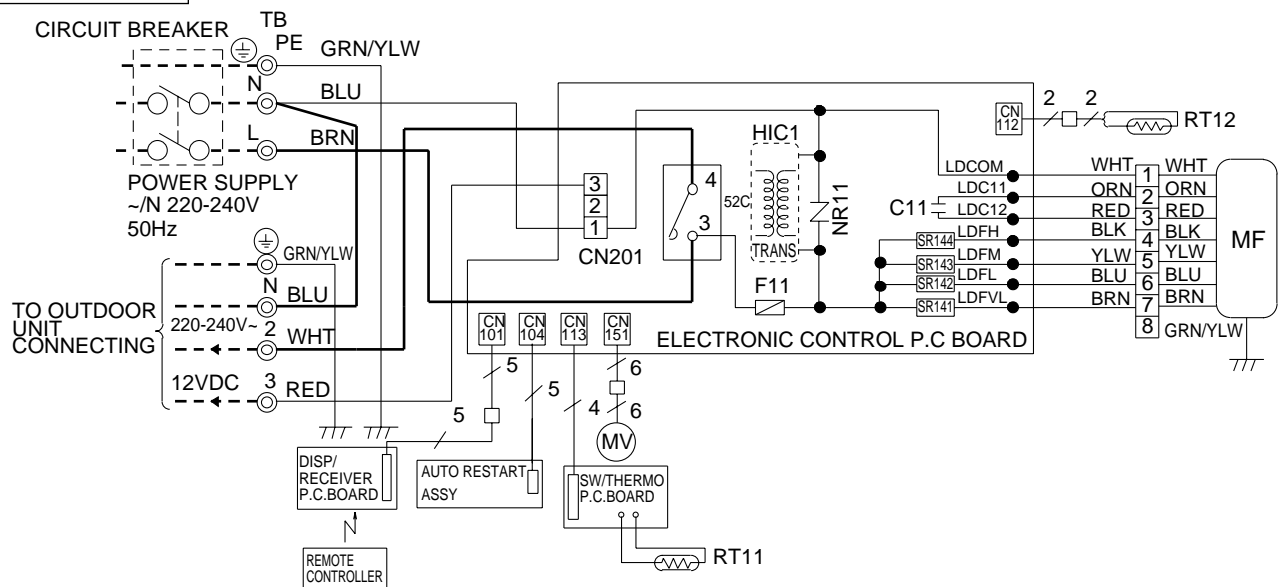 CIRCUIT BREAKER
TB
PE
GRN/YLW
N
BLU
L
BRN
POWER SUPPLY
~/N 220-240V
50Hz
GRN/YLW
N
BLU
TO OUTDOOR
UNIT
CONNECTING
220-240V~
2
WHT
12VDC
3
RED
3
2
1
CN201
4
3
52C
HIC1
TRANS
NR11
F11
CN
112
2
2
RT12
LDCOM
LDC11
C11
LDC12
LDFH
SR144
LDFM
SR143
LDFL
SR142
LDFVL
SR141
WHT 1 WHT
ORN 2 ORN
RED 3 RED
BLK 4 BLK
YLW 5 YLW
BLU 6 BLU
BRN 7 BRN
8 GRN/YLW
MF
ELECTRONIC CONTROL P.C BOARD
CN
101
CN
104
CN
113
CN
151
5
5
5
4
6
6
MV
DISP/
RECEIVER
P.C.BOARD
AUTO RESTART
ASSY
SW/THERMO
P.C.BOARD
RT11
REMOTE
CONTROLLER